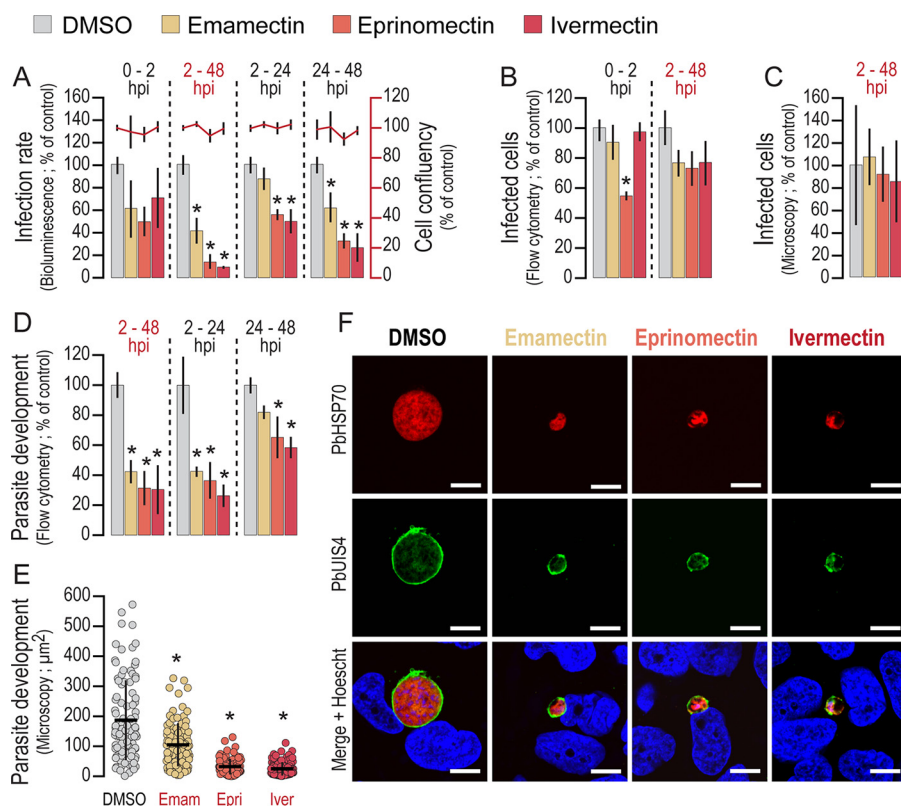 DMSO Emamectin Eprinomectin Ivermectin
A
0 - 2 hpi
2 - 48 hpi
2 - 24 hpi
24 - 48 hpi
Infection rate
(Bioluminescence ; % of control)
160
140
120
100
80
60
40
20
0
120
100
80
60
40
20
0
Cell confluency
(% of control)
* * *
* *
* * *
B
0 - 2 hpi
2 - 48 hpi
Infected cells
(Flow cytometry ; % of control)
120
100
80
60
40
20
0
*
C
2 - 48 hpi
Infected cells
(Microscopy ; % of control)
160
140
120
100
80
60
40
20
0
D
2 - 48 hpi
2 - 24 hpi
24 - 48 hpi
Parasite development
(Flow cytometry ; % of control)
120
100
80
60
40
20
0
* * *
* * *
* *
E
Parasite development
(Microscopy ; µm2)
600
500
400
300
200
100
0
* * *
DMSO Emam Epri Iver
F
DMSO Emamectin Eprinomectin Ivermectin
PbHSP70
PbUIS4
Merge + Hoescht